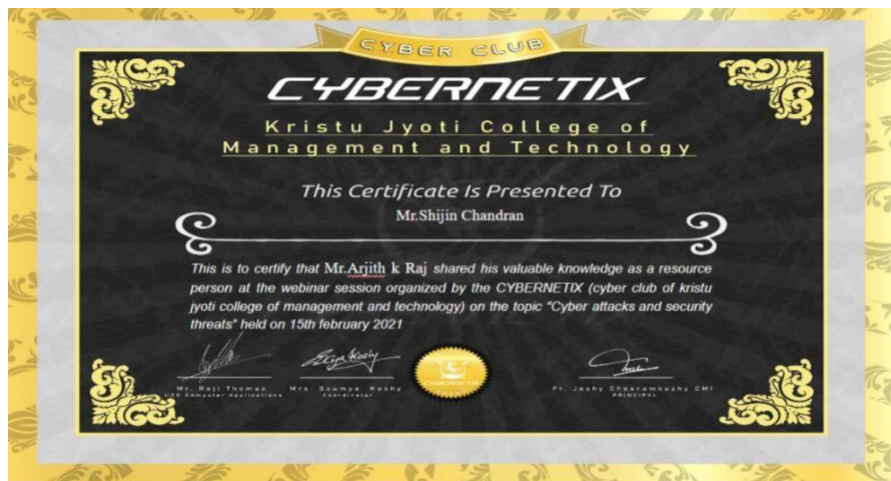 CYBER CLUB
CYBERNETIX
Kristu Jyoti College of
Management and Technology
This Certificate Is Presented To
Mr.Shijin Chandran
This is to certify that Mr.Arjith k Raj shared his valuable knowledge as a resource
person at the webinar session organized by the CYBERNETIX (cyber club of kristu
jyoti college of management and technology) on the topic "Cyber attacks and security
threats" held on 15th february 2021
CYBERNETIX
Mr. Roji Thomas Mrs. Soumya Koshy Fr. Joshy Cheeramkuzhy CMI
HOD Computer Applications Coordinator PRINCIPAL